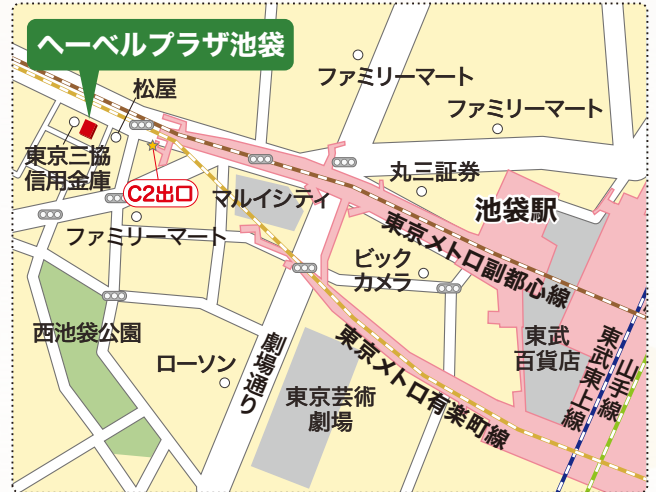 ヘーベルプラザ池袋
松屋
ファミリーマート
ファミリーマート
東京三協
信用金庫
C2出口
マルイシティ
丸三証券
池袋駅
ファミリーマート
東京メトロ副都心線
ビック
カメラ
西池袋公園
ローソン
劇場通り
東京芸術
劇場
東京メトロ有楽町線
東武
百貨店
東武東上線
山手線